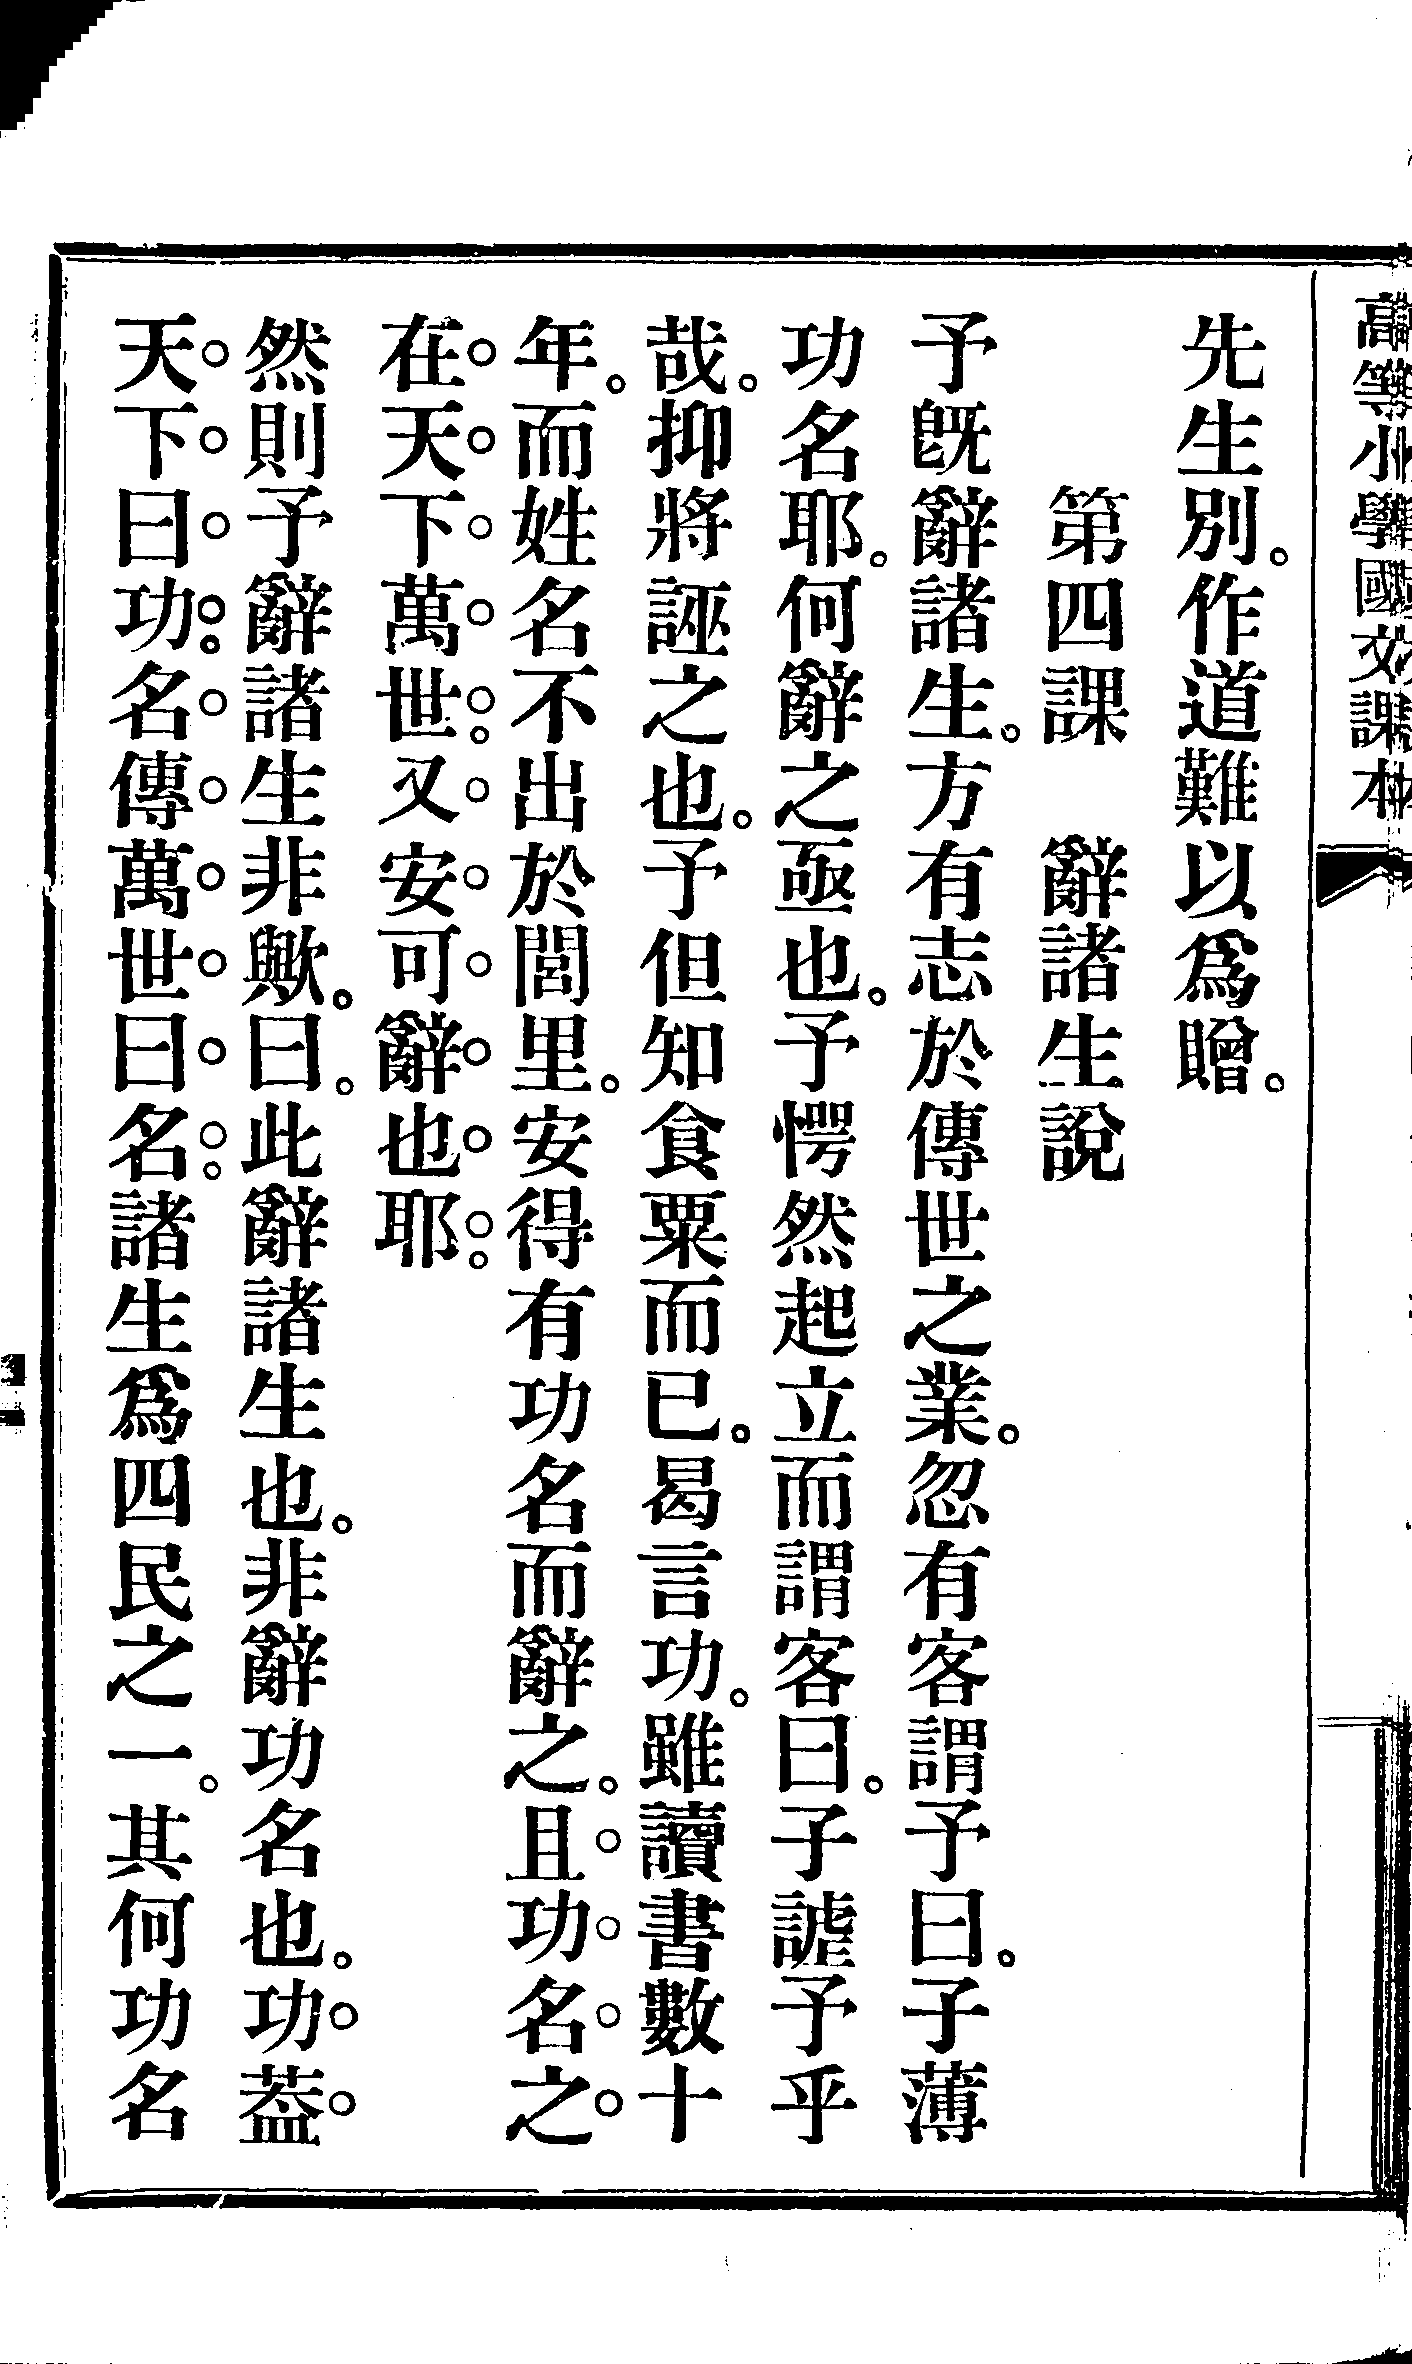 高等小學國文課本
先生別。作道難以爲贈。
第四課　辭諸生說
予旣辭諸生。方有志於傳世之業。忽有客謂予曰。子薄
功名耶。何辭之亟也。予愕然起立而謂客曰。子謔予乎
哉。抑將誣之也。予但知食粟而已。曷言功。雖讀書數十
年。而姓名不出於閭里。安得有功名而辭之。且功名之
在天下萬世又安可辭也耶
然則予辭諸生非歟。曰。此辭諸生也。非辭功名也。功葢
天下曰功。名傳萬世曰名。諸生爲四民之一。其何功名